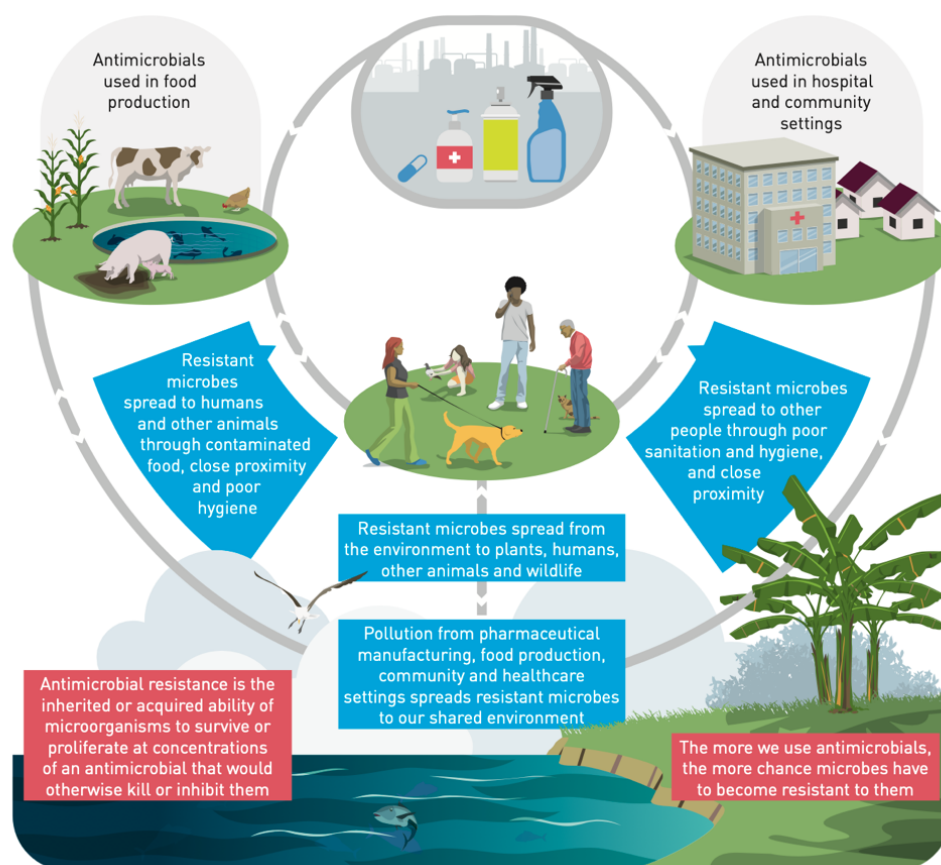 Antimicrobials
used in food
production
Antimicrobials
used in hospital
and community
settings
Resistant
microbes
spread to humans
and other animals
through contaminated
food, close proximity
and poor
hygiene
Resistant microbes
spread to other
people through poor
sanitation and hygiene,
and close
proximity
Resistant microbes spread from
the environment to plants, humans,
other animals and wildlife
Pollution from pharmaceutical
manufacturing, food production,
community and healthcare
settings spreads resistant microbes
to our shared environment
Antimicrobial resistance is the
inherited or acquired ability of
microorganisms to survive or
proliferate at concentrations
of an antimicrobial that would
otherwise kill or inhibit them
The more we use antimicrobials,
the more chance microbes have
to become resistant to them